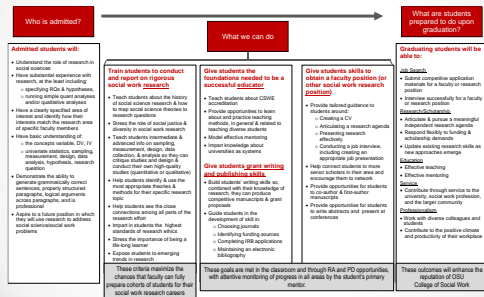 Who is admitted?
What we can do
What are students
prepared to do upon
graduation?
Admitted students will:
• Understand the role of research in
social sciences
• Have substantial experience with
research, at the least including:
o specifying RQs & hypotheses,
o running simple quant analyses
and/or qualitative analyses
• Have a clearly specified area of
interest and identify how their
interests match the research area
of specific faculty members
• Have basic understanding of:
o the concepts variable, DV, IV
o univariate statistics, sampling,
measurement, design, data
analysis, hypothesis, research
question
• Demonstrate the ability to
generate grammatically correct
sentences, properly structured
paragraphs, logical arguments
across paragraphs, and is
professional
• Aspire to a future position in which
they will use research to address
social science/social work
problems
Train students to conduct
and report on rigorous
social work research
• Teach students about the history
of social science research & how
to map social science theories to
research questions
• Stress the role of social justice &
diversity in social work research
• Teach students intermediate &
advanced info on sampling,
measurement, design, data
collection, & analysis so they can
critique studies and design &
conduct their own high-quality
studies (quantitative or qualitative)
• Help students identify & use the
most appropriate theories &
methods for their specific research
topic
• Help students see the close
connections among all parts of the
research effort
• Impart in students the highest
standards of research ethics
• Stress the importance of being a
life-long learner
• Expose students to emerging
trends in research
Give students the
foundations needed to be a
successful educator
• Teach students about CSWE
accreditation
• Provide opportunities to learn
about and practice teaching
methods, in general & related to
teaching diverse students
• Model effective mentoring
• Impart knowledge about
universities as systems
Give students grant writing
and publishing skills
• Build students' writing skills so,
combined with their knowledge of
research, they can produce
competitive manuscripts & grant
proposals
• Guide students in the
development of skill in:
o Choosing journals
o Identifying funding sources
o Completing IRB applications
o Maintaining an electronic
bibliography
Give students skills to
obtain a faculty position (or
other social work research
position)
• Provide tailored guidance to
students around:
o Creating a CV
o Articulating a research agenda
o Presenting research
effectively
o Conducting a job interview,
including creating an
appropriate job presentation
• Help connect students to more
senior scholars in their area and
encourage them to network
• Provide opportunities for students
to co-author & first-author
manuscripts
• Provide opportunities for students
to write abstracts and present at
conferences.
Graduating students will be
able to:
Job Search
• Submit competitive application
materials for a faculty or research
position
• Interview successfully for a faculty
or research position
Research/Scholarship
• Articulate & pursue a meaningful
independent research agenda
• Respond flexibly to funding &
scholarship demands
• Update existing research skills as
new approaches emerge
Education
• Effective teaching
• Effective mentoring
Service
• Contribute through service to the
university, social work profession,
and the larger community
Professionalism
• Work with diverse colleagues and
students
• Contribute to the positive climate
and productivity of their workplace
These criteria maximize the
chances that faculty can fully
prepare cohorts of students for their
social work research careers
These goals are met in the classroom and through RA and PD opportunities,
with attentive monitoring of progress in all areas by the student's primary
mentor.
These outcomes will enhance the
reputation of OSU
College of Social Work